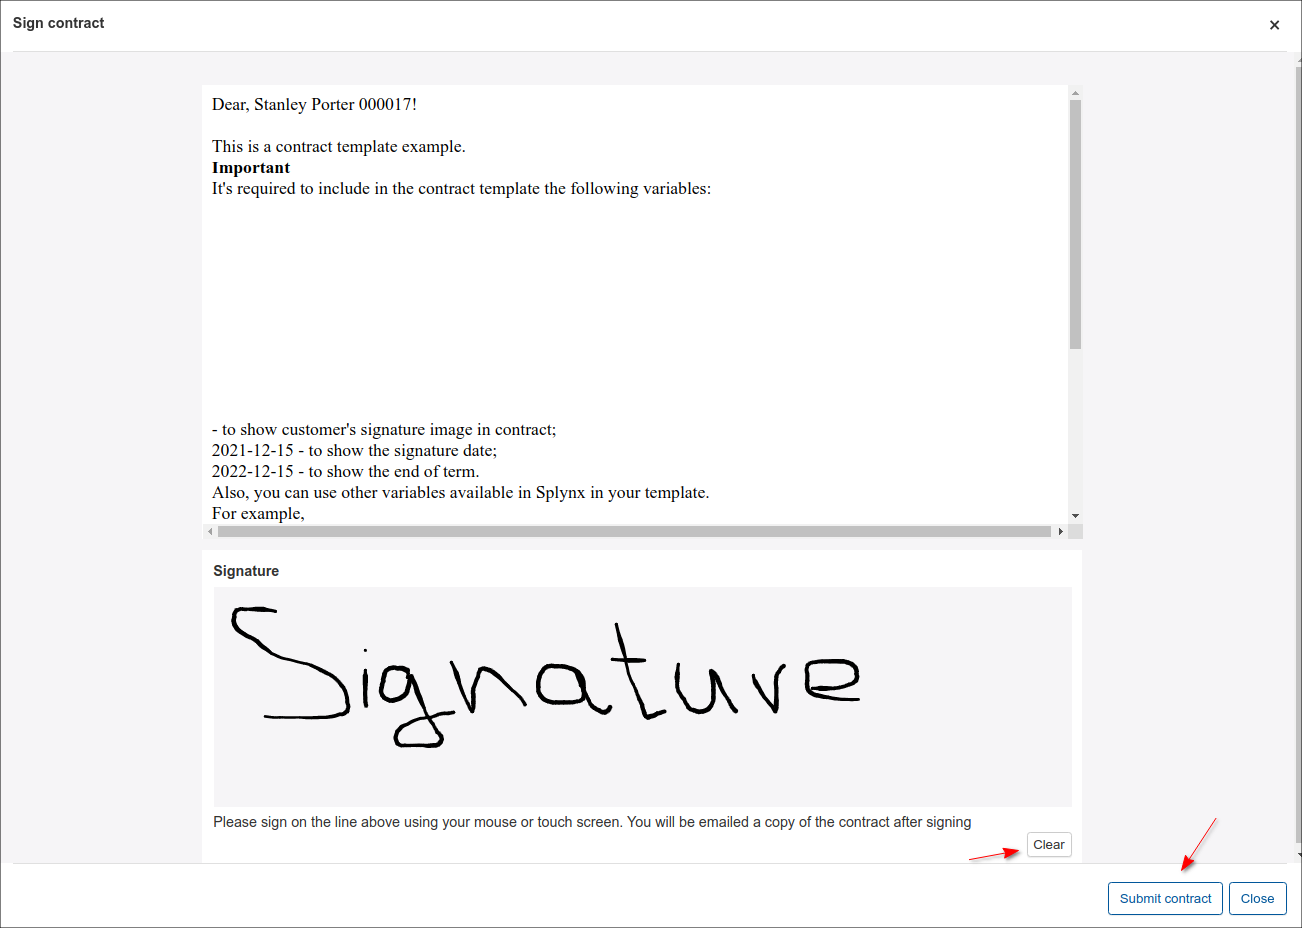 Sign contract
×
Dear, Stanley Porter 000017!
This is a contract template example.
Important
It's required to include in the contract template the following variables:
- to show customer's signature image in contract;
2021-12-15 - to show the signature date;
2022-12-15 - to show the end of term.
Also, you can use other variables available in Splynx in your template.
For example,
Signature
Signature
Please sign on the line above using your mouse or touch screen. You will be emailed a copy of the contract after signing
Clear
Submit contract
Close